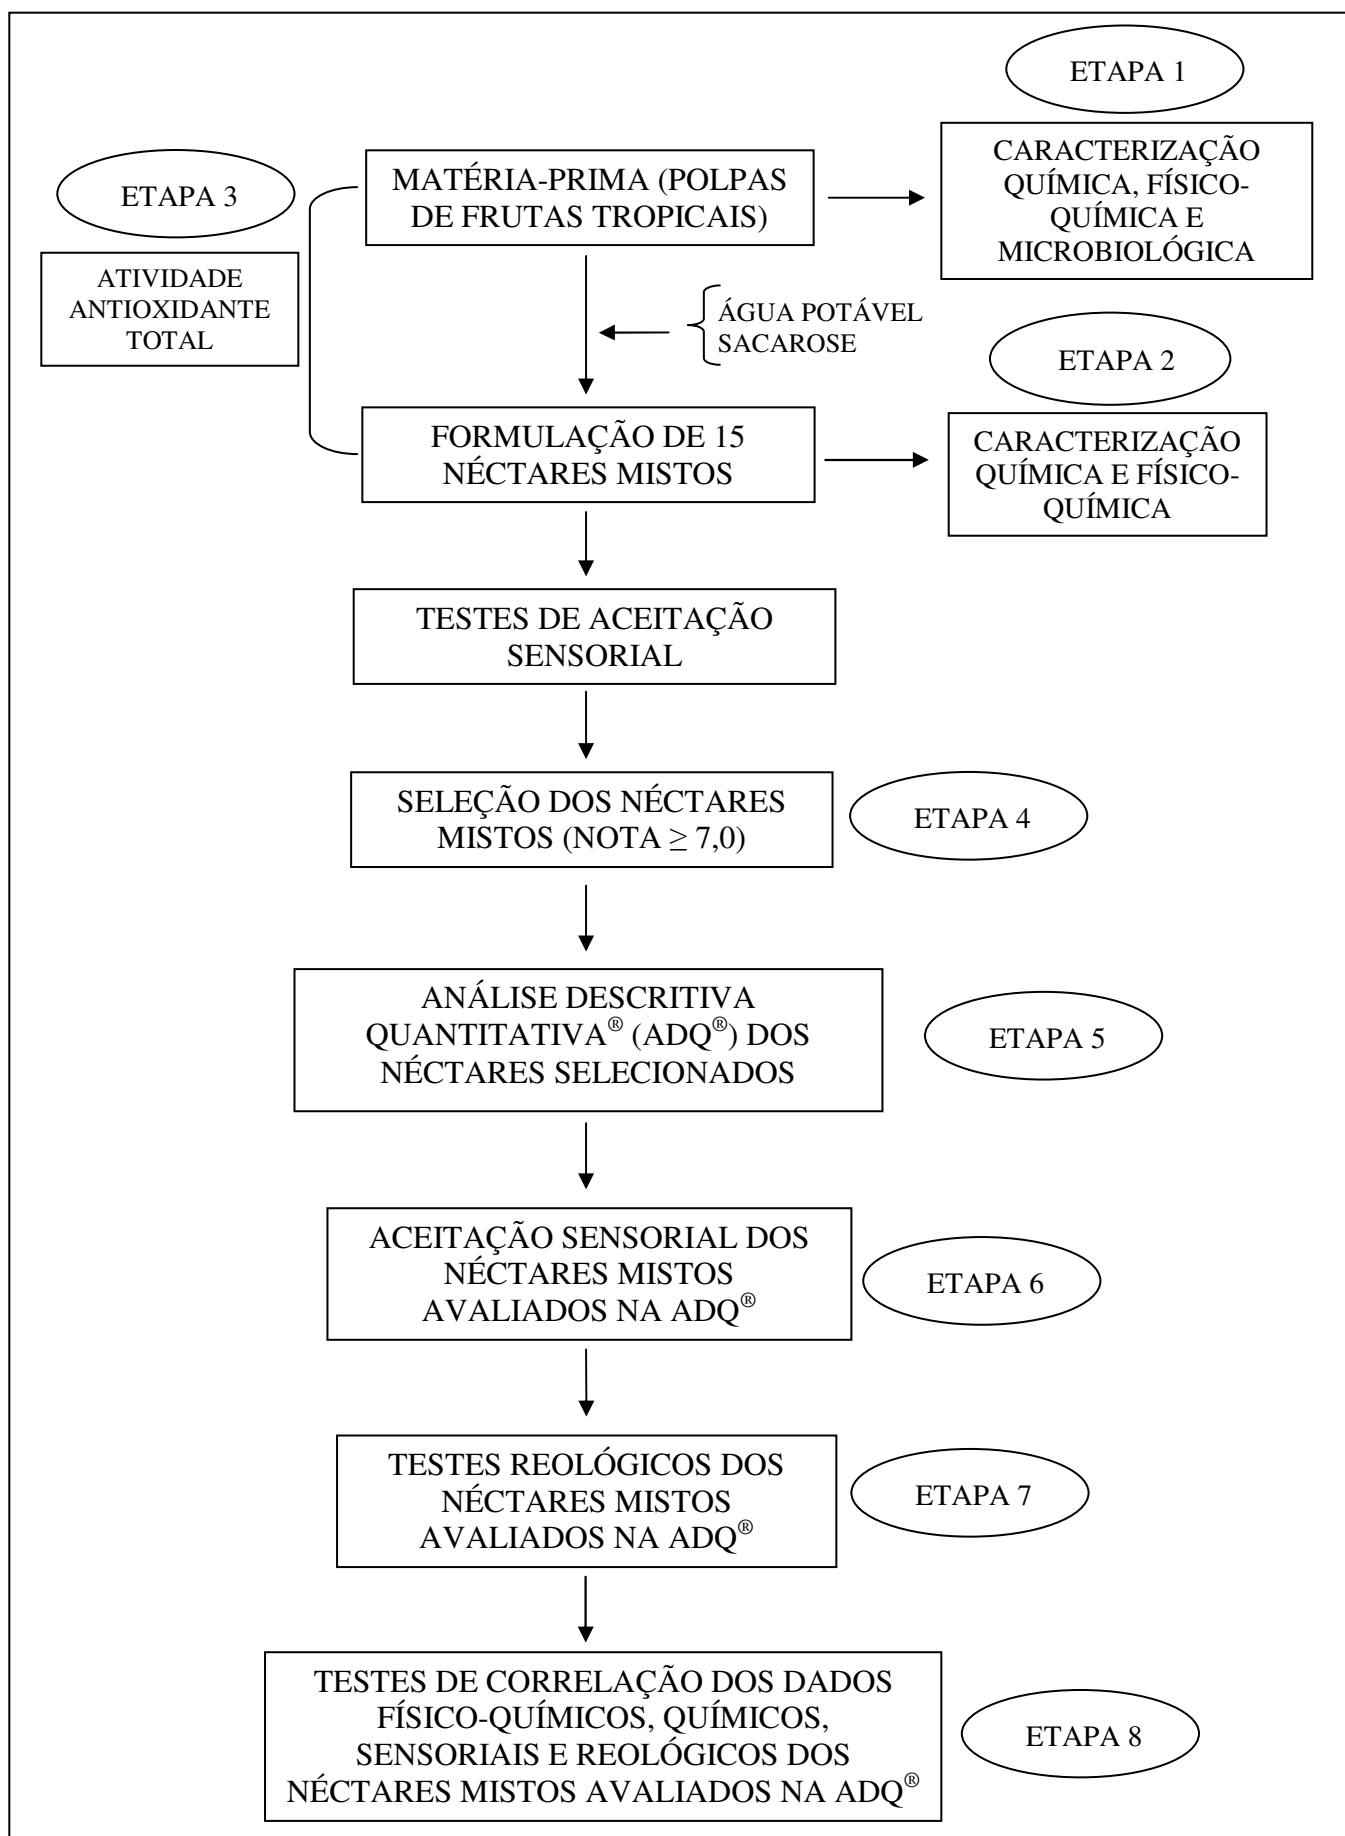 ETAPA 1
CARACTERIZAÇÃO
QUÍMICA, FÍSICO-
QUÍMICA E
MICROBIOLÓGICA
ETAPA 3
MATÉRIA-PRIMA (POLPAS
DE FRUTAS TROPICAIS)
ATIVIDADE
ANTIOXIDANTE
TOTAL
ÁGUA POTÁVEL
SACAROSE
ETAPA 2
FORMULAÇÃO DE 15
NÉCTARES MISTOS
CARACTERIZAÇÃO
QUÍMICA E FÍSICO-
QUÍMICA
TESTES DE ACEITAÇÃO
SENSORIAL
SELEÇÃO DOS NÉCTARES
MISTOS (NOTA ≥ 7,0)
ETAPA 4
ANÁLISE DESCRITIVA
QUANTITATIVA® (ADQ®) DOS
NÉCTARES SELECIONADOS
ETAPA 5
ACEITAÇÃO SENSORIAL DOS
NÉCTARES MISTOS
AVALIADOS NA ADQ®
ETAPA 6
TESTES REOLÓGICOS DOS
NÉCTARES MISTOS
AVALIADOS NA ADQ®
ETAPA 7
TESTES DE CORRELAÇÃO DOS DADOS
FÍSICO-QUÍMICOS, QUÍMICOS,
SENSORIAIS E REOLÓGICOS DOS
NÉCTARES MISTOS AVALIADOS NA ADQ®
ETAPA 8